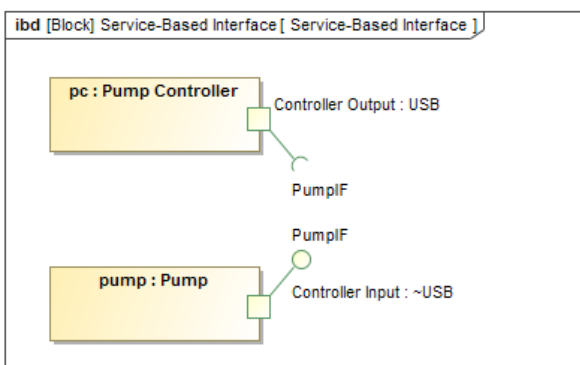 ibd [Block] Service-Based Interface [ Service-Based Interface ]
pc : Pump Controller
Controller Output : USB
PumpIF
PumpIF
pump : Pump
Controller Input : ~USB